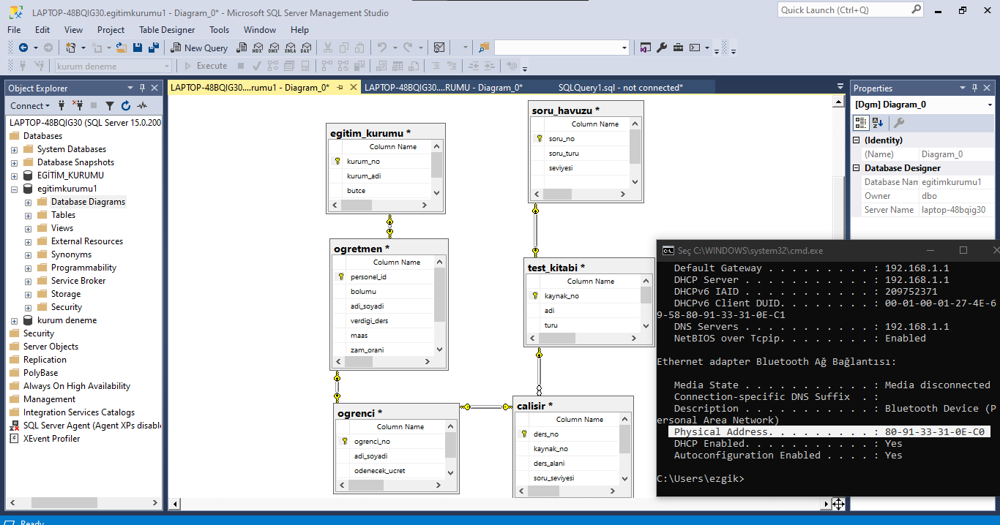 LAPTOP-48BQIG30.egitimkurumu1 - Diagram_0* - Microsoft SQL Server Management Studio
Quick Launch (Ctrl+Q)
File Edit View Project Table Designer Tools Window Help
New Query
MDX DMX XMLA DAX
kurum deneme
Execute
Object Explorer
Connect
LAPTOP-48BQIG30 (SQL Server 15.0.200
Databases
System Databases
Database Snapshots
EGİTİM_KURUMU
egitimkurumu1
Database Diagrams
Tables
Views
External Resources
Synonyms
Programmability
Service Broker
Storage
Security
kurum deneme
Security
Server Objects
Replication
PolyBase
Always On High Availability
Management
Integration Services Catalogs
SQL Server Agent (Agent XPs disabl
XEvent Profiler
LAPTOP-48BQIG30....rumu1 - Diagram_0*
LAPTOP-48BQIG30....RUMU - Diagram_0*
SQLQuery1.sql - not connected*
egitim_kurumu *
Column Name
kurum_no
kurum_adi
butce
ogretmen *
Column Name
personel_id
bolumu
adi_soyadi
verdigi_ders
maas
zam_orani
ogrenci *
Column Name
ogrenci_no
adi_soyadi
odenecek_ucret
soru_havuzu *
Column Name
soru_no
soru_turu
seviyesi
test_kitabi *
Column Name
kaynak_no
adi
turu
calisir *
Column Name
ders_no
kaynak_no
ders_alani
soru_seviyesi
Properties
[Dgm] Diagram_0
(Identity)
(Name) Diagram_0
Database Designer
Database Nam egitimkurumu1
Owner dbo
Server Name laptop-48bqig30
Seç C:\WINDOWS\system32\cmd.exe
Default Gateway . . . . . . . . . : 192.168.1.1
DHCP Server . . . . . . . . . . . : 192.168.1.1
DHCPv6 IAID . . . . . . . . . . . : 209752371
DHCPv6 Client DUID. . . . . . . . : 00-01-00-01-27-4E-6
9-58-80-91-33-31-0E-C1
DNS Servers . . . . . . . . . . . : 192.168.1.1
NetBIOS over Tcpip. . . . . . . . : Enabled
Ethernet adapter Bluetooth Ağ Bağlantısı:
Media State . . . . . . . . . . . : Media disconnected
Connection-specific DNS Suffix  . :
Description . . . . . . . . . . . : Bluetooth Device (P
ersonal Area Network)
Physical Address. . . . . . . . . : 80-91-33-31-0E-C0
DHCP Enabled. . . . . . . . . . . : Yes
Autoconfiguration Enabled . . . . : Yes
C:\Users\ezgik>
Ready